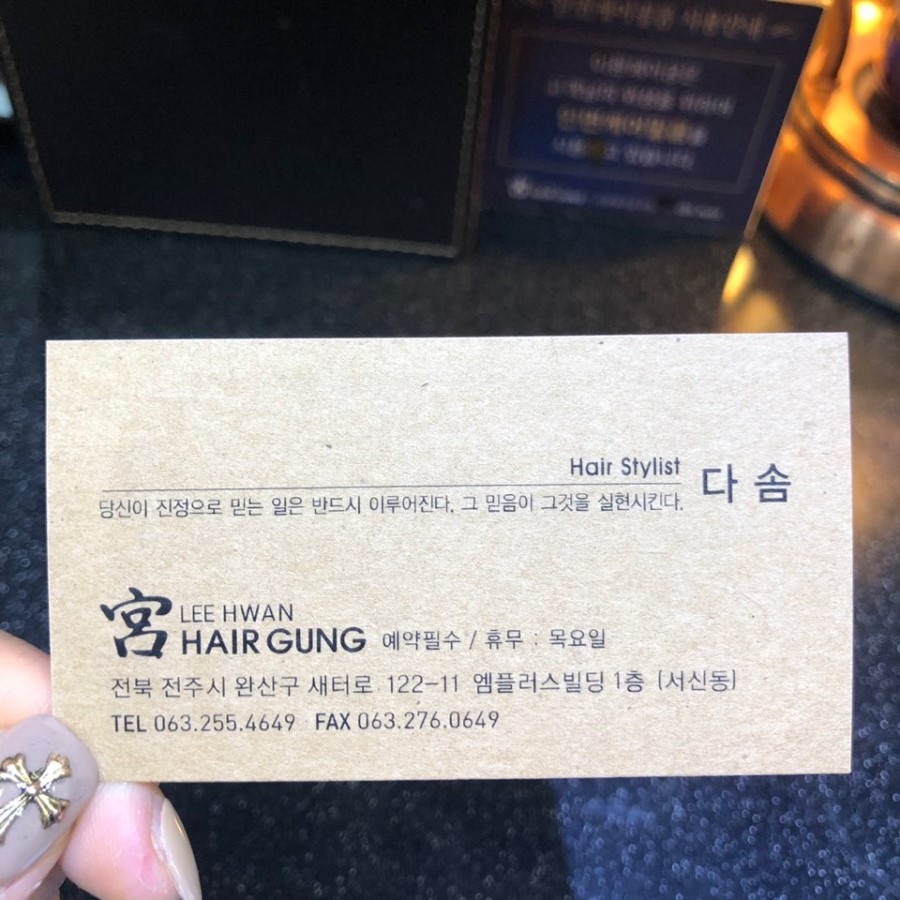 Hair Stylist
다솜
당신이 진정으로 믿는 일은 반드시 이루어진다. 그 믿음이 그것을 실현시킨다.
宮 LEE HWAN
HAIR GUNG 예약필수 / 휴무 : 목요일
전북 전주시 완산구 새터로 122-11 엠플러스빌딩 1층 (서신동)
TEL 063.255.4649 FAX 063.276.0649